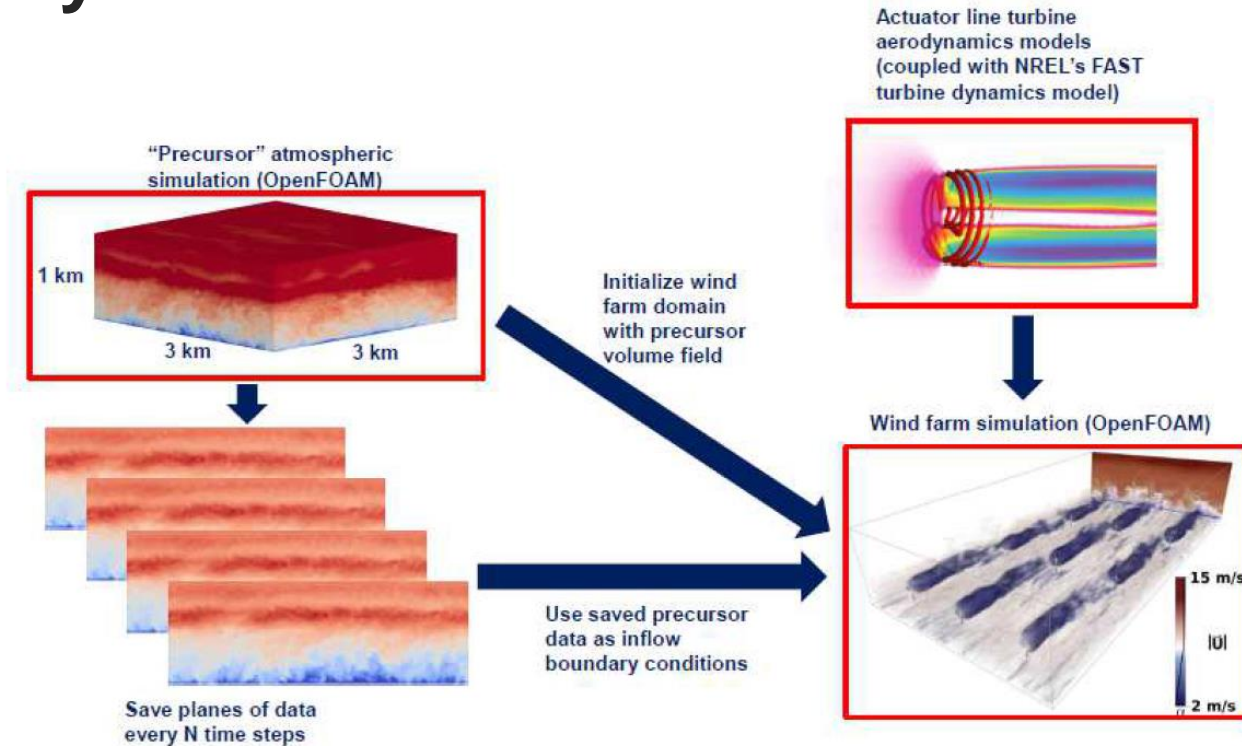 y
Actuator line turbine
aerodynamics models
(coupled with NREL's FAST
turbine dynamics model)
"Precursor" atmospheric
simulation (OpenFOAM)
1 km
3 km
3 km
Initialize wind
farm domain
with precursor
volume field
Wind farm simulation (OpenFOAM)
15 m/s
|U|
2 m/s
Use saved precursor
data as inflow
boundary conditions
Save planes of data
every N time steps